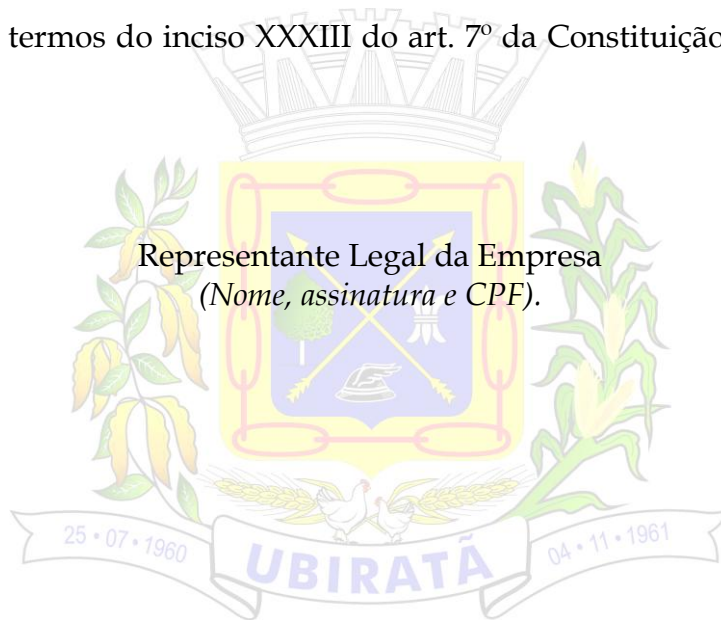 termos do inciso XXXIII do art. 7º da Constituição
Representante Legal da Empresa
(Nome, assinatura e CPF).
25 • 07 • 1960
UBIRATÃ
04 • 11 • 1961